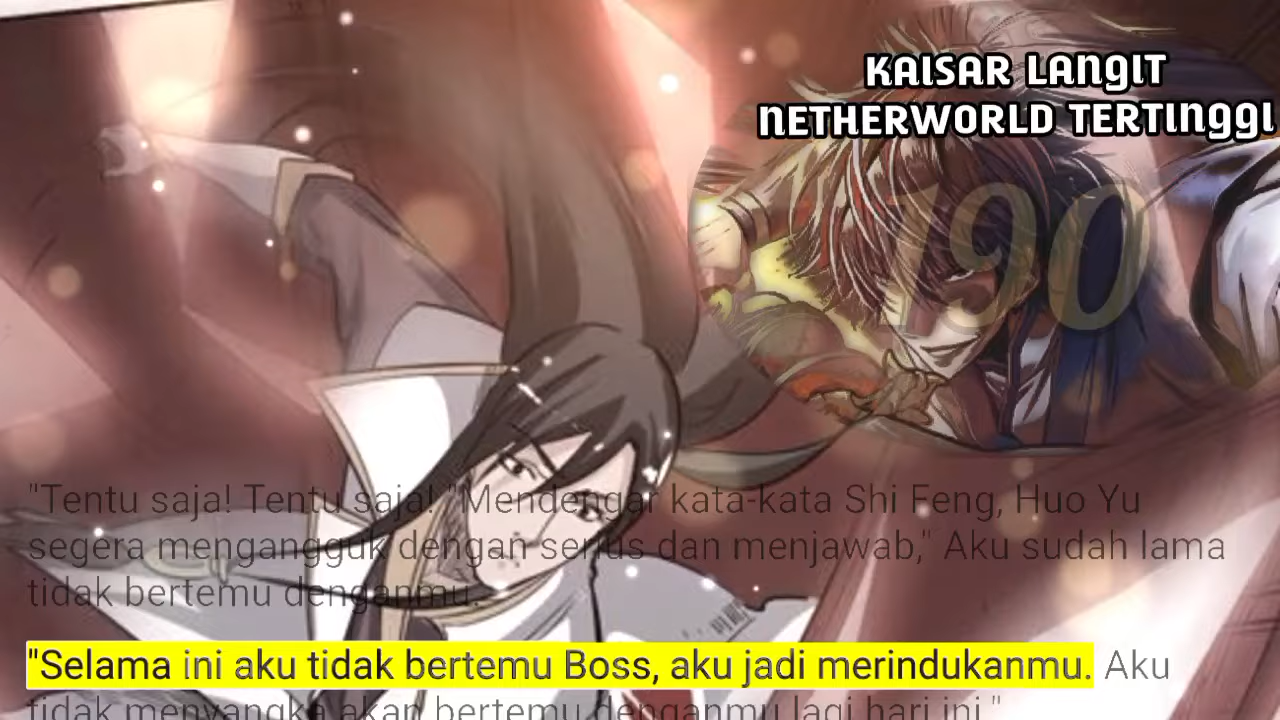 KAISAR LANGIT
NETHERWORLD TERTINGGI
190
"Tentu saja! Tentu saja! "Mendengar kata-kata Shi Feng, Huo Yu
segera mengangguk dengan serius dan menjawab," Aku sudah lama
tidak bertemu denganmu.
"Selama ini aku tidak bertemu Boss, aku jadi merindukanmu. Aku
tidak menyangka akan bertemu denganmu lagi hari ini."